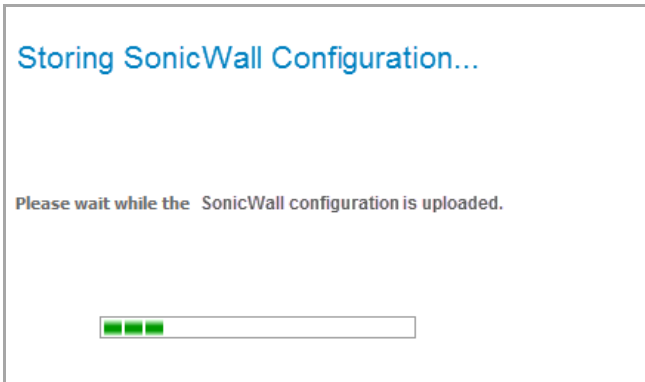 Storing SonicWall Configuration...
Please wait while the SonicWall configuration is uploaded.